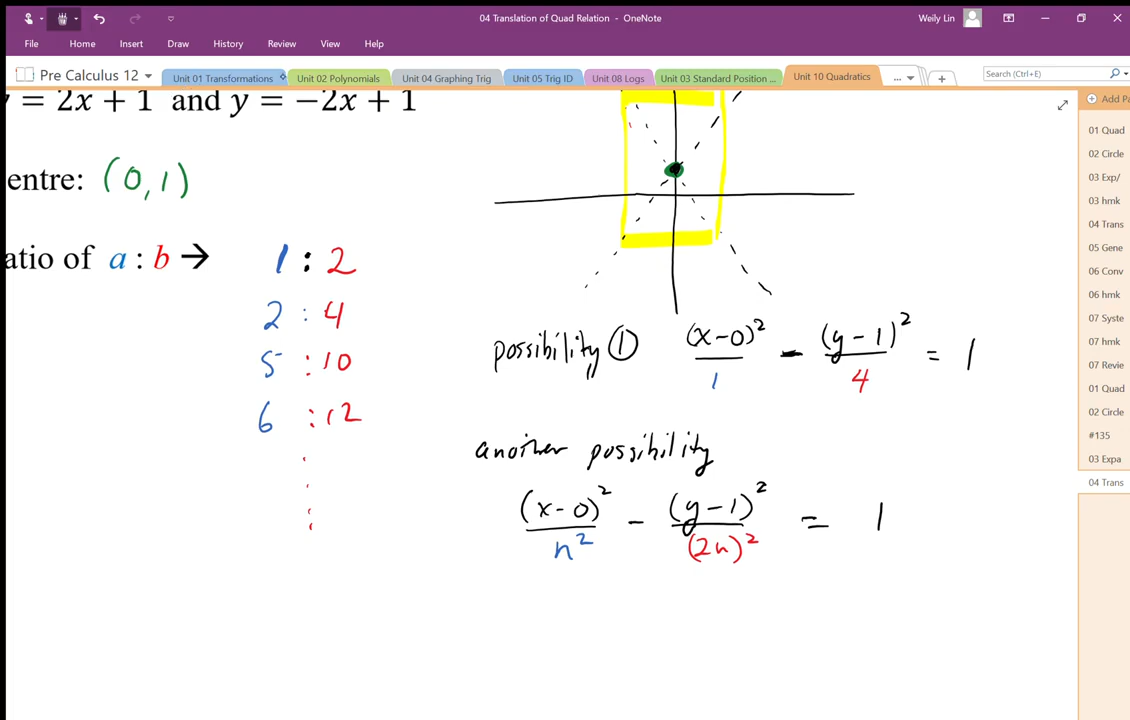 04 Translation of Quad Relation - OneNote
Weily Lin
File Home Insert Draw History Review View Help
Pre Calculus 12
Unit 01 Transformations
Unit 02 Polynomials
Unit 04 Graphing Trig
Unit 05 Trig ID
Unit 08 Logs
Unit 03 Standard Position ...
Unit 10 Quadratics
...
Search (Ctrl+E)
y = 2x + 1 and y = −2x + 1
entre: (0,1)
atio of a : b → 1 : 2
2 : 4
5 : 10
6 : 12
possibility ① (x-0)²/1 - (y-1)²/4 = 1
another possibility
(x-0)²/n² - (y-1)²/(2n)² = 1
Add Pa
01 Quad
02 Circle
03 Exp/
03 hmk
04 Trans
05 Gene
06 Conv
06 hmk
07 Syste
07 hmk
07 Revie
01 Quad
02 Circle
#135
03 Expa
04 Trans